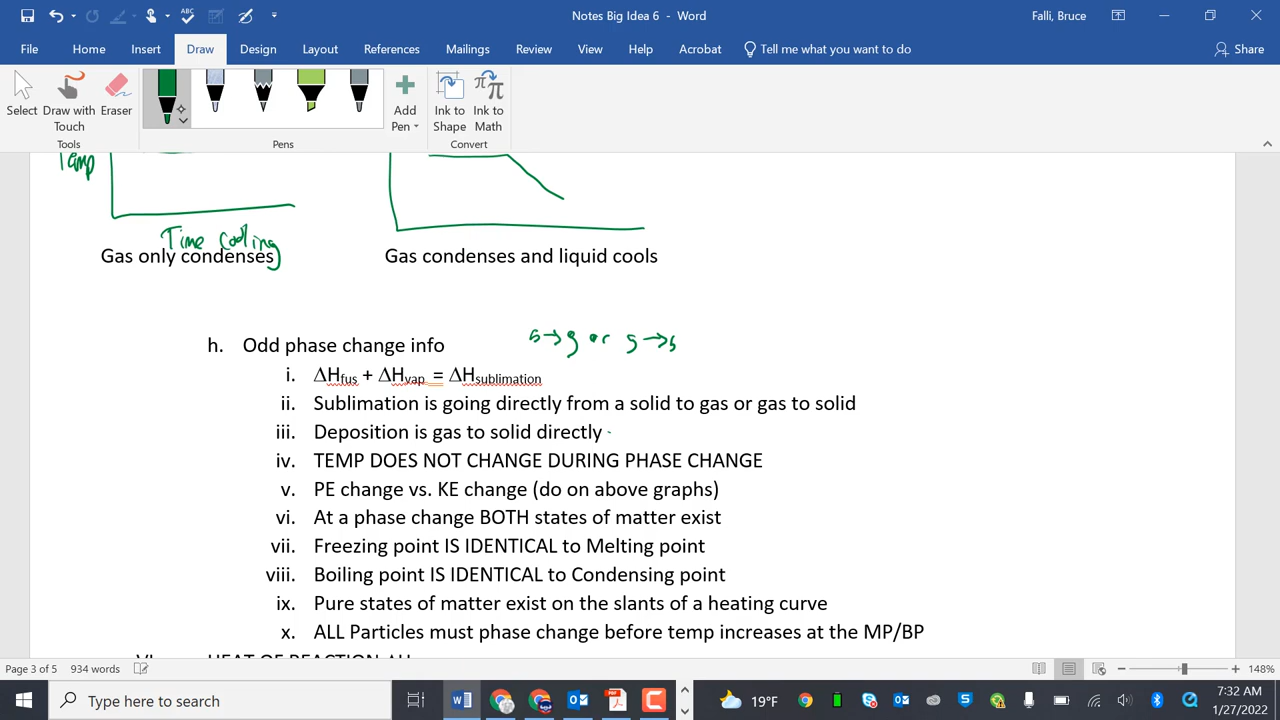 Notes Big Idea 6 - Word
Falli, Bruce
File Home Insert Draw Design Layout References Mailings Review View Help Acrobat Tell me what you want to do Share
Select Draw with Touch Eraser Add Pen Ink to Shape Ink to Math
Tools Pens Convert
Temp
Time cooling
Gas only condenses Gas condenses and liquid cools
h. Odd phase change info s→g or g→s
i. ΔHfus + ΔHvap = ΔHsublimation
ii. Sublimation is going directly from a solid to gas or gas to solid
iii. Deposition is gas to solid directly
iv. TEMP DOES NOT CHANGE DURING PHASE CHANGE
v. PE change vs. KE change (do on above graphs)
vi. At a phase change BOTH states of matter exist
vii. Freezing point IS IDENTICAL to Melting point
viii. Boiling point IS IDENTICAL to Condensing point
ix. Pure states of matter exist on the slants of a heating curve
x. ALL Particles must phase change before temp increases at the MP/BP
VI. HEAT OF REACTION ΔH
Page 3 of 5 934 words 148%
Type here to search 19°F 7:32 AM
1/27/2022